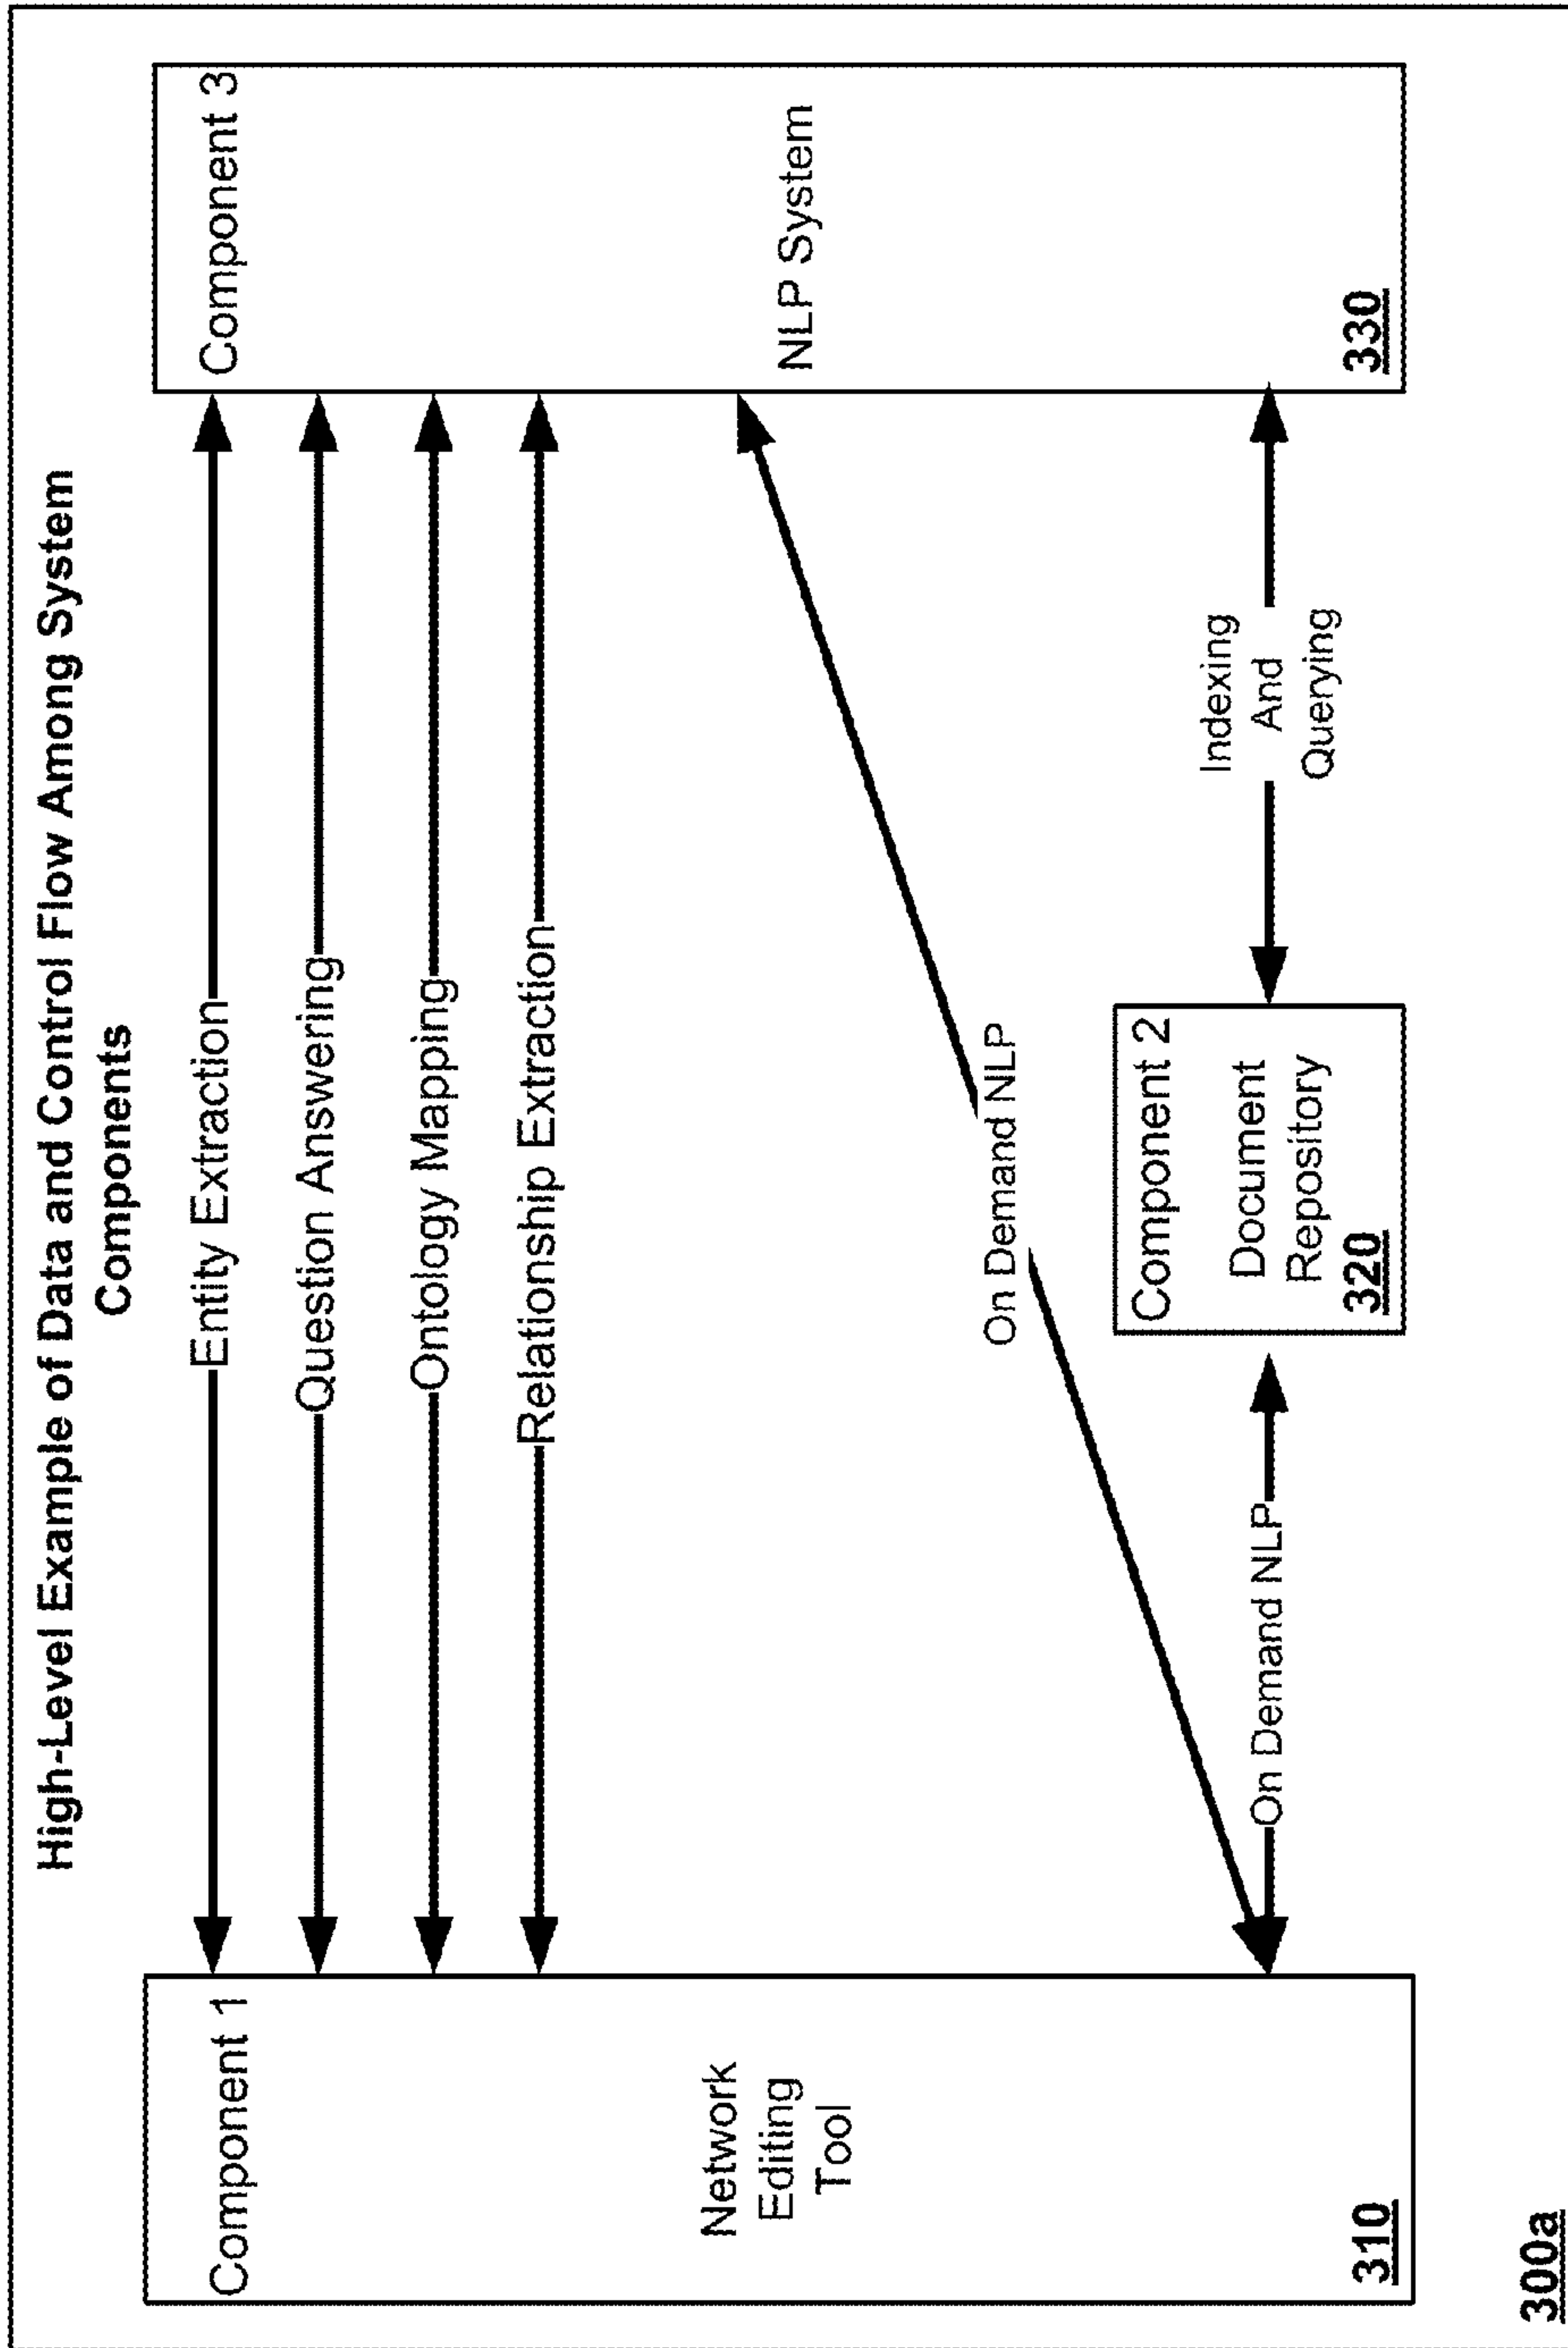 High-Level Example of Data and Control Flow Among System
Components
Component 1
Network
Editing
Tool
310
Entity Extraction
Question Answering
Ontology Mapping
Relationship Extraction
On Demand NLP
On Demand NLP
Component 2
Document
Repository
320
Indexing
And
Querying
Component 3
NLP System
330
300a